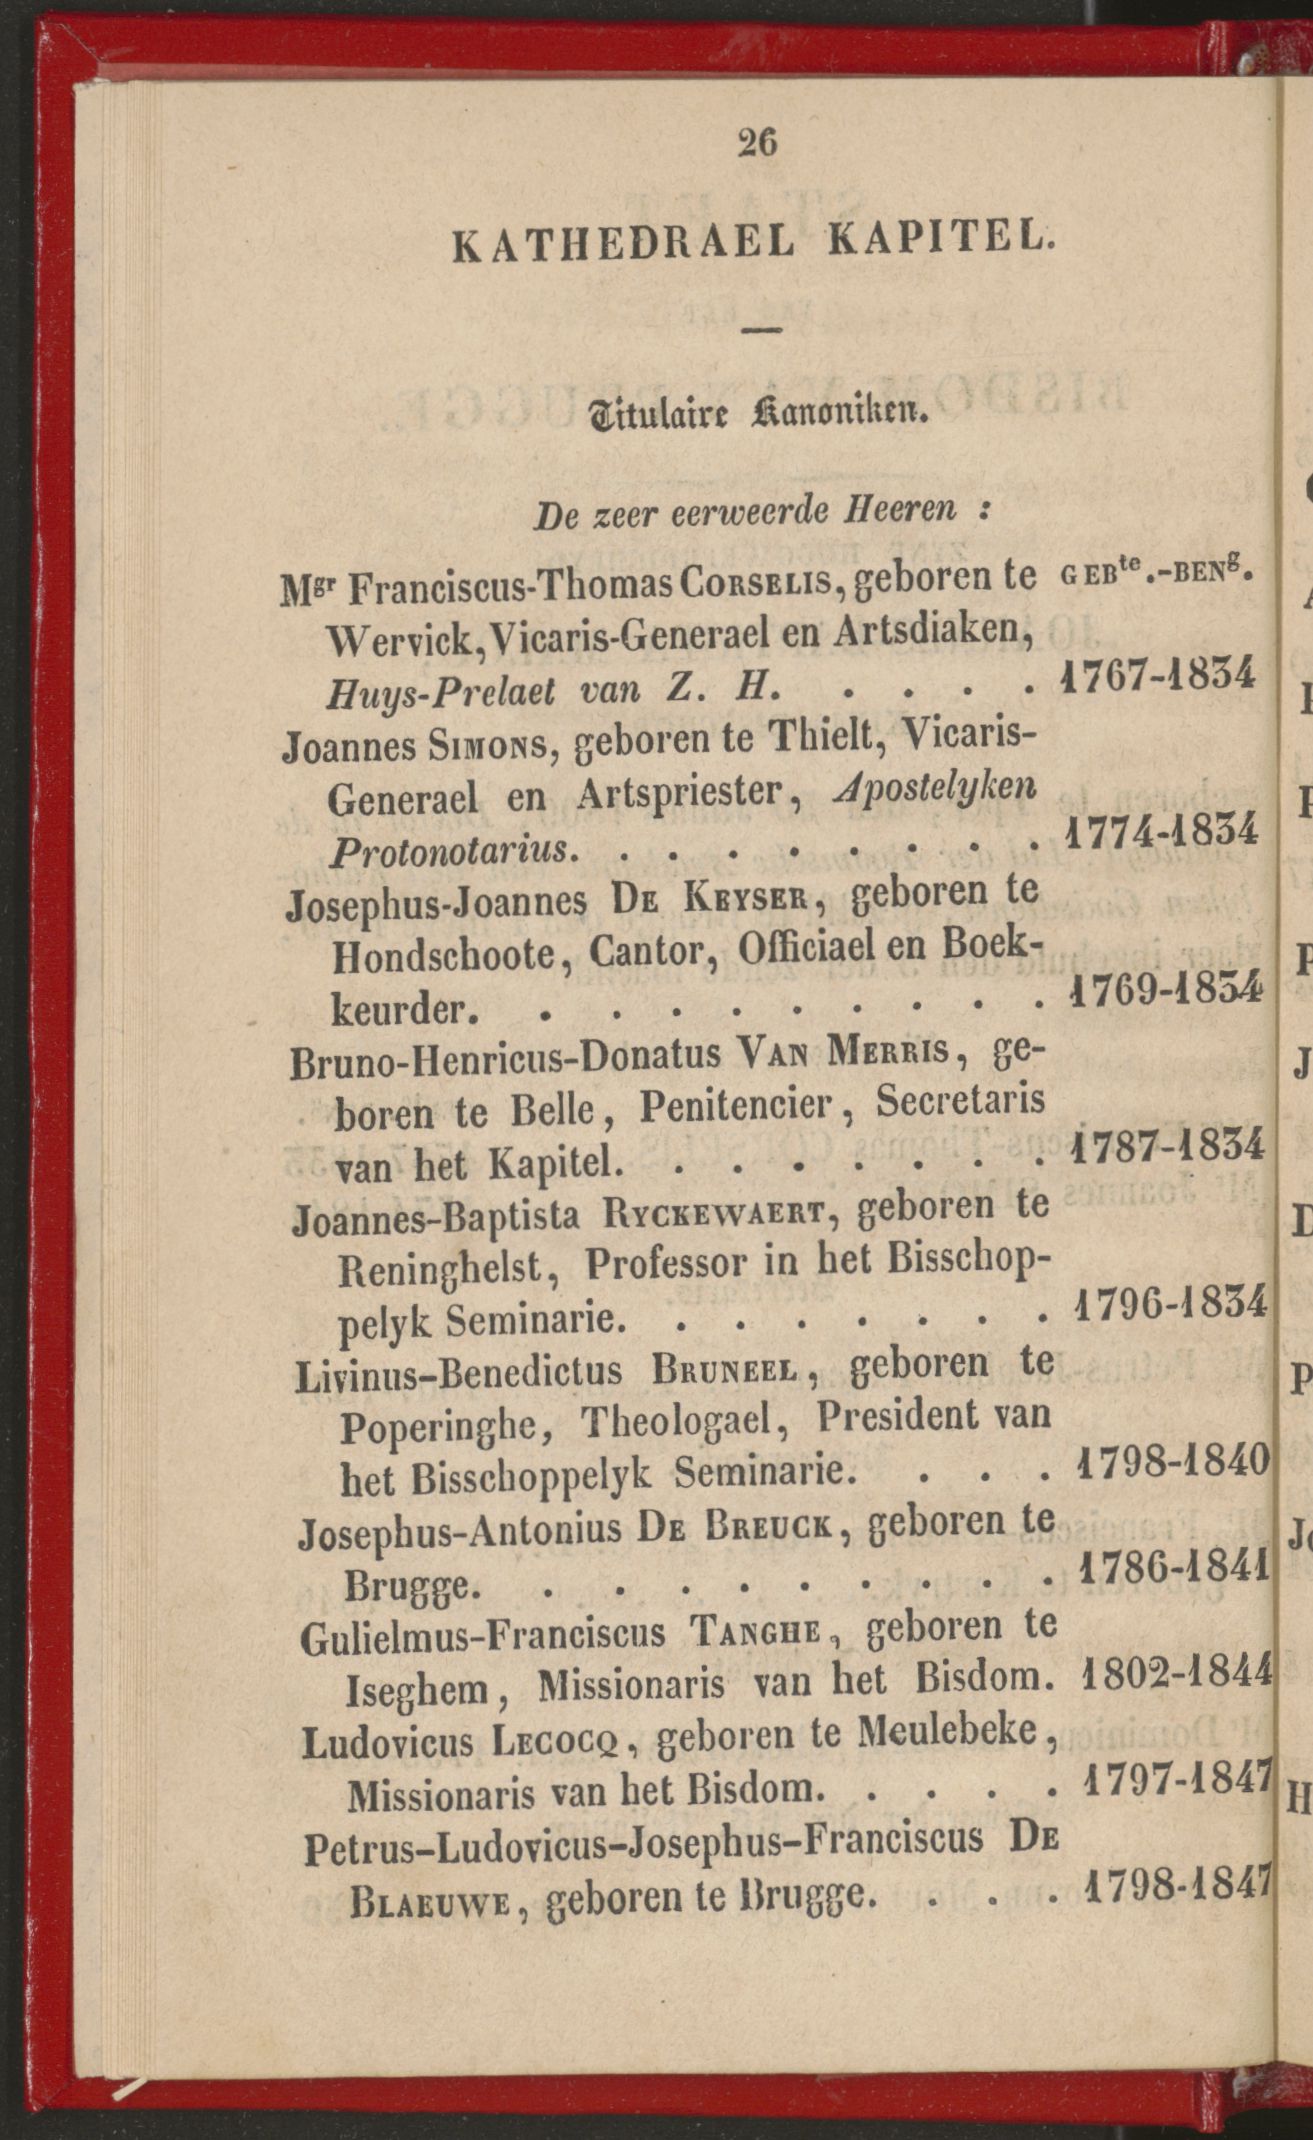 26
KATHEDRAEL KAPITEL.
Titulaire Kanoniken.
De zeer eerweerde Heeren :
Mgr Franciscus-Thomas CORSELIS, geboren te GEBte.-BENg.
Wervick, Vicaris-Generael en Artsdiaken,
Huys-Prelaet van Z. H. . . . . 1767-1834
Joannes SIMONS, geboren te Thielt, Vicaris-
Generael en Artspriester, Apostelyken
Protonotarius. . . . . . . . . 1774-1834
Josephus-Joannes DE KEYSER, geboren te
Hondschoote, Cantor, Officiael en Boek-
keurder. . . . . . . . . . 1769-1834
Bruno-Henricus-Donatus VAN MERRIS, ge-
boren te Belle, Penitencier, Secretaris
van het Kapitel. . . . . . . . 1787-1834
Joannes-Baptista RYCKEWAERT, geboren te
Reninghelst, Professor in het Bisschop-
pelyk Seminarie. . . . . . . . 1796-1834
Livinus-Benedictus BRUNEEL, geboren te
Poperinghe, Theologael, President van
het Bisschoppelyk Seminarie. . . . 1798-1840
Josephus-Antonius DE BREUCK, geboren te
Brugge. . . . . . . . . . 1786-1841
Gulielmus-Franciscus TANGHE, geboren te
Iseghem, Missionaris van het Bisdom. 1802-1844
Ludovicus LECOCQ, geboren te Meulebeke,
Missionaris van het Bisdom. . . . . 1797-1847
Petrus-Ludovicus-Josephus-Franciscus DE
BLAEUWE, geboren te Brugge. . . . 1798-1847